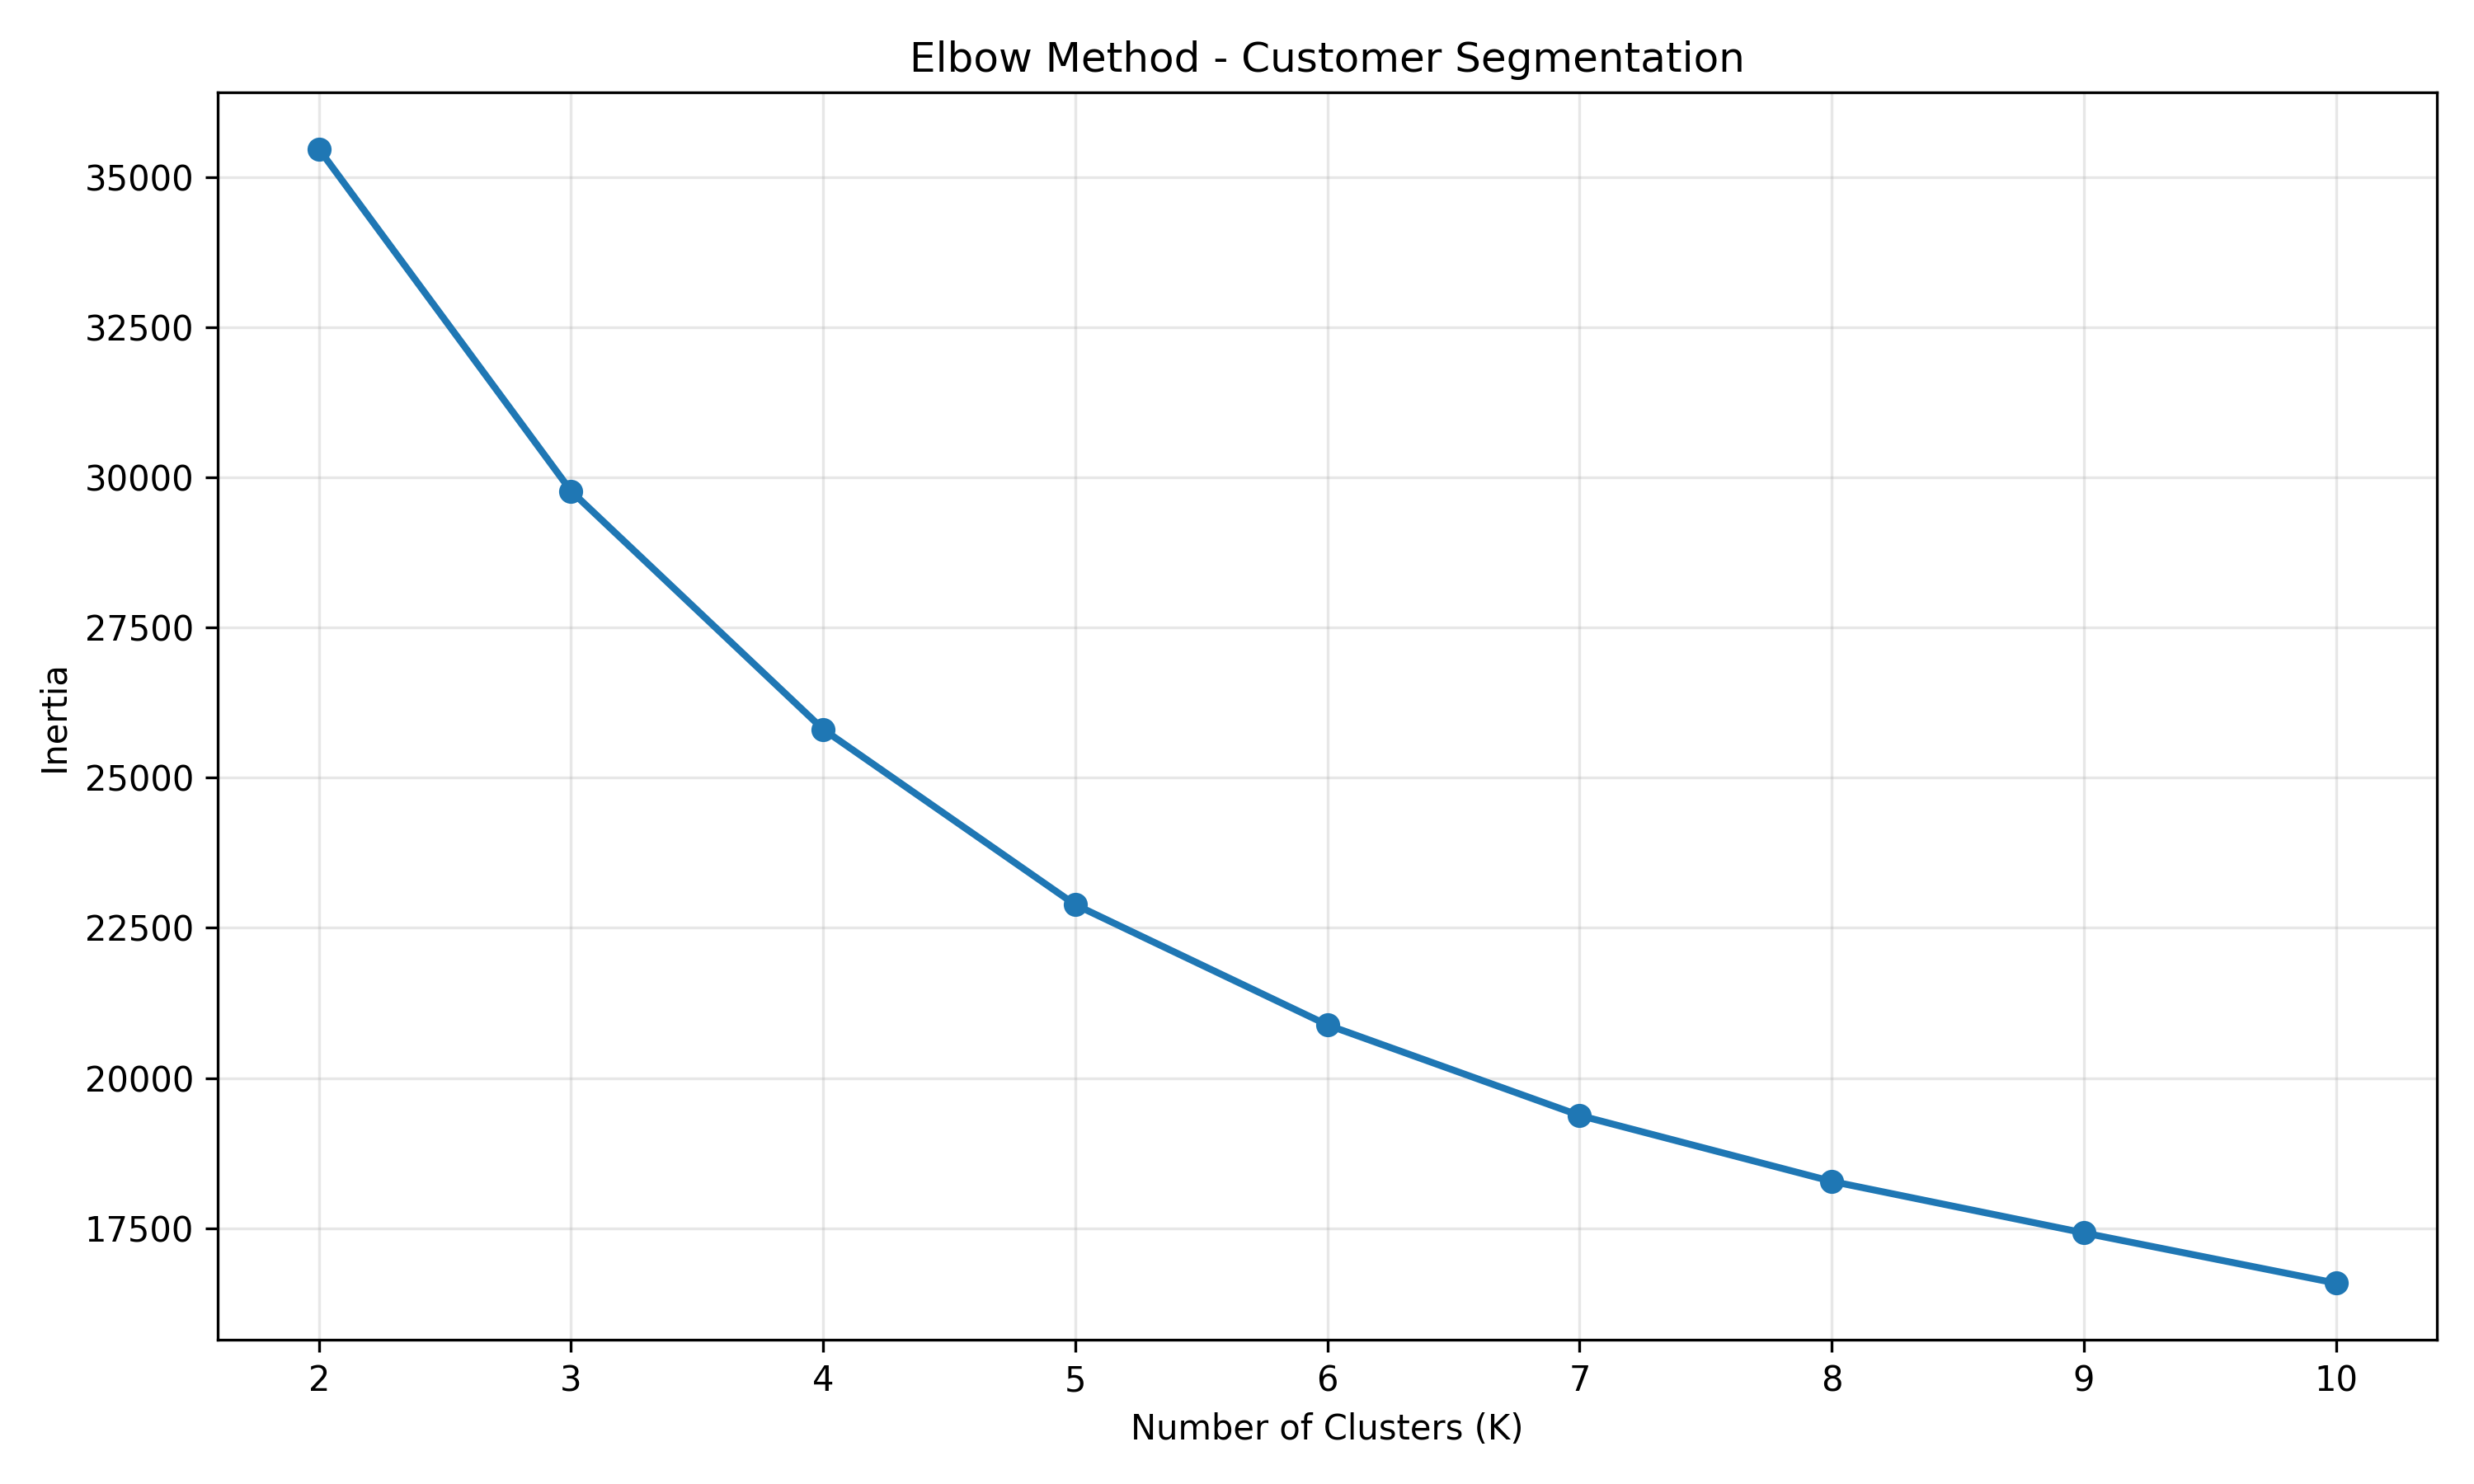 Elbow Method - Customer Segmentation
Inertia
35000
32500
30000
27500
25000
22500
20000
17500
2 3 4 5 6 7 8 9 10
Number of Clusters (K)